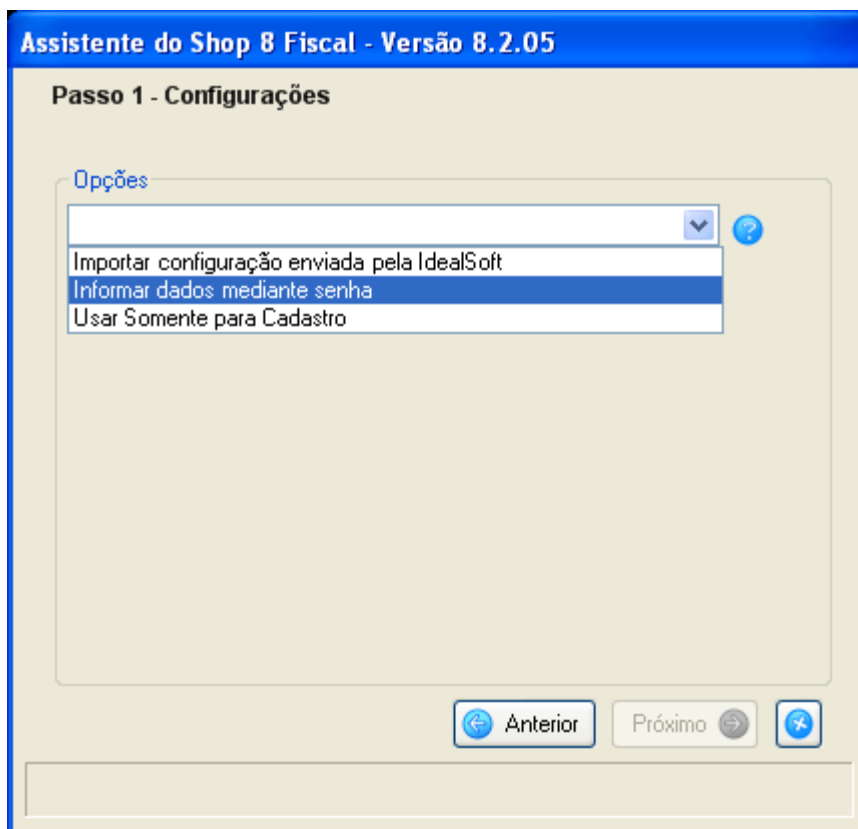 Assistente do Shop 8 Fiscal - Versão 8.2.05
Passo 1 - Configurações
Opções
Importar configuração enviada pela IdealSoft
Informar dados mediante senha
Usar Somente para Cadastro
Anterior Próximo